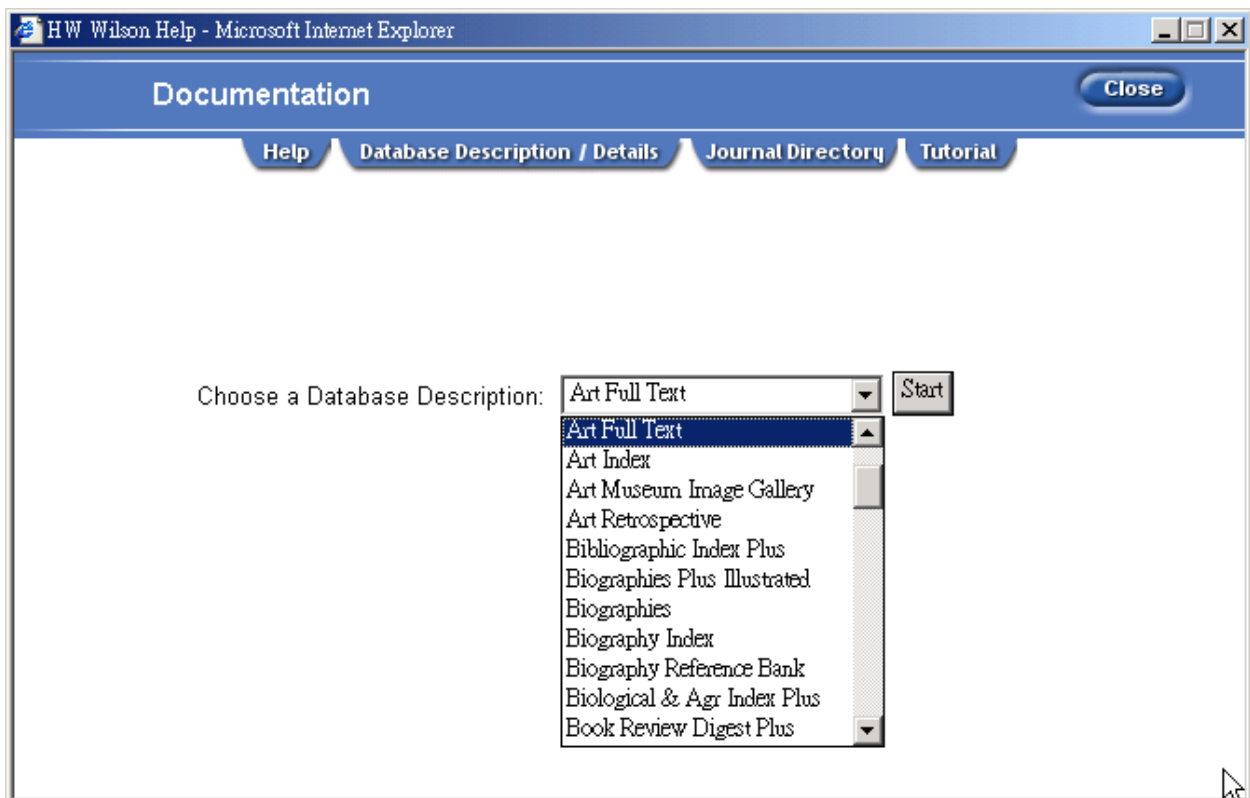 HW Wilson Help - Microsoft Internet Explorer
Documentation
Close
Help Database Description / Details Journal Directory Tutorial
Choose a Database Description: Art Full Text Start
Art Full Text
Art Index
Art Museum Image Gallery
Art Retrospective
Bibliographic Index Plus
Biographies Plus Illustrated
Biographies
Biography Index
Biography Reference Bank
Biological & Agr Index Plus
Book Review Digest Plus